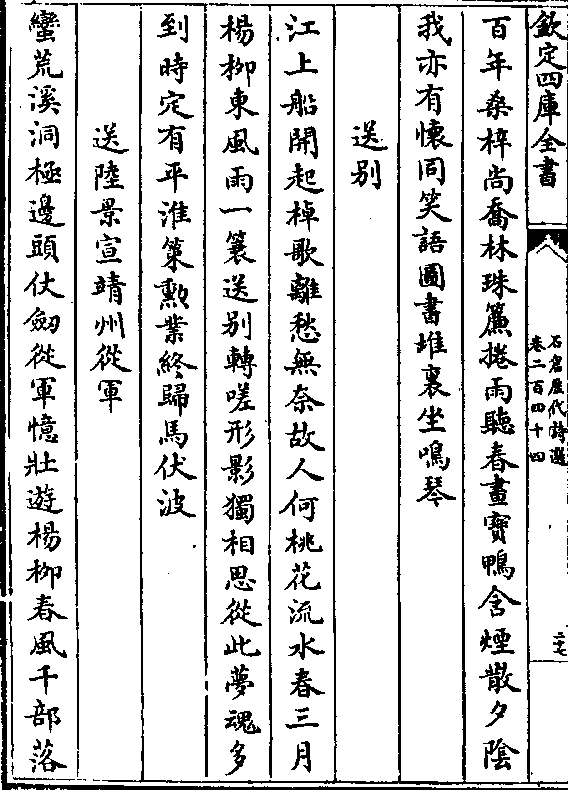 欽定四庫全書
石倉歷代詩選
卷二百四十四
二七
百年桑梓尚喬林珠簾捲雨聽春晝寶鴨含煙散夕陰
我亦有懷同笑語圖書堆裏坐鳴琴
送别
江上船開起棹歌離愁無奈故人何桃花流水春三月
楊柳東風雨一簑送别轉嗟形影獨相思從此夢魂多
到時定有平淮策勲業終歸馬伏波
送陸景宣靖州從軍
蠻荒溪洞極邊頭仗劒從軍憶壯遊楊柳春風千部落